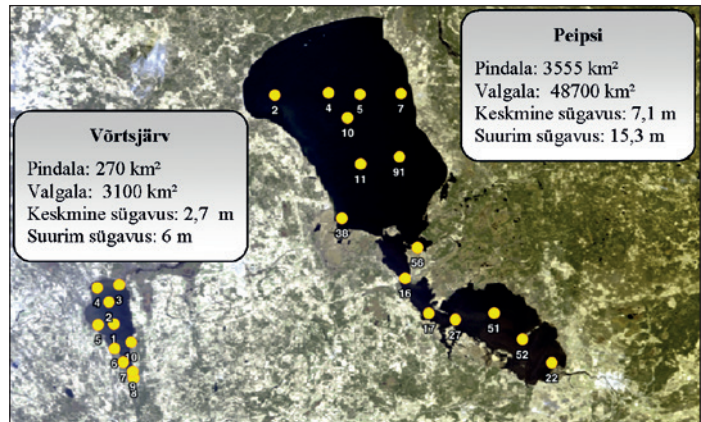 Peipsi
Pindala: 3555 km²
Valgala: 48700 km²
Keskmine sügavus: 7,1 m
Suurim sügavus: 15,3 m
Võrtsjärv
Pindala: 270 km²
Valgala: 3100 km²
Keskmine sügavus: 2,7 m
Suurim sügavus: 6 m
2
4
5
7
10
11
91
38
56
16
17
27
51
52
22
4
3
2
5
1
10
6
7
9
8